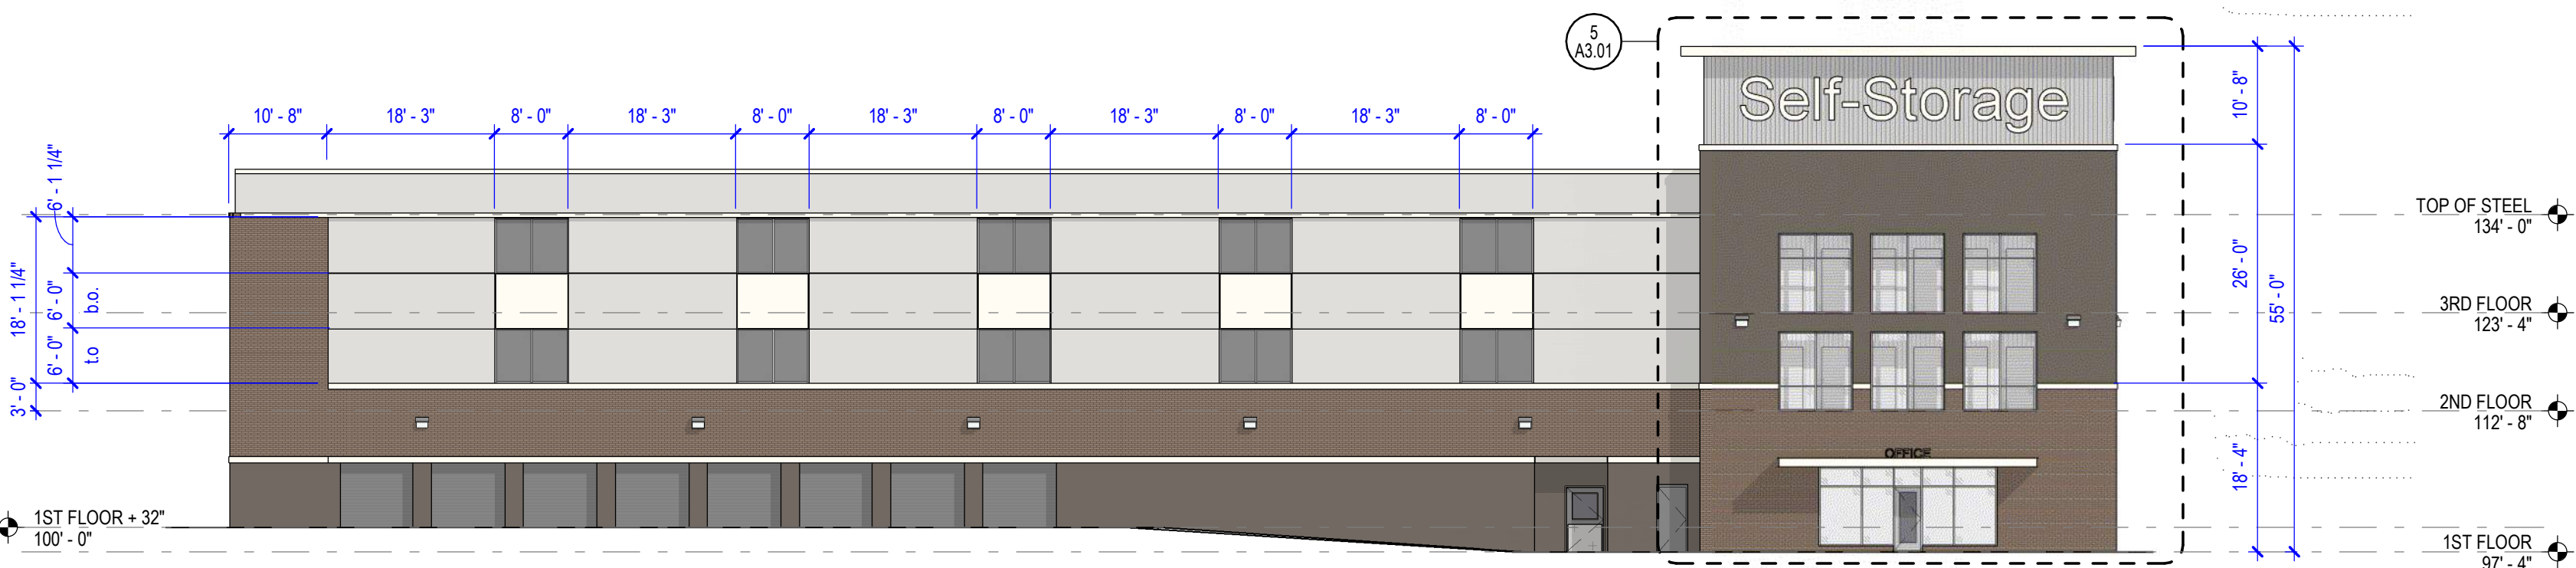 5
A3.01
Self-Storage
10' - 8"
18' - 3"
8' - 0"
18' - 3"
8' - 0"
18' - 3"
8' - 0"
18' - 3"
8' - 0"
18' - 3"
8' - 0"
6' - 1 1/4"
18' - 1 1/4"
6' - 0"
b.o.
6' - 0"
t.o
3' - 0"
10' - 8"
26' - 0"
55' - 0"
18' - 4"
OFFICE
TOP OF STEEL
134' - 0"
3RD FLOOR
123' - 4"
2ND FLOOR
112' - 8"
1ST FLOOR + 32"
100' - 0"
1ST FLOOR
97' - 4"